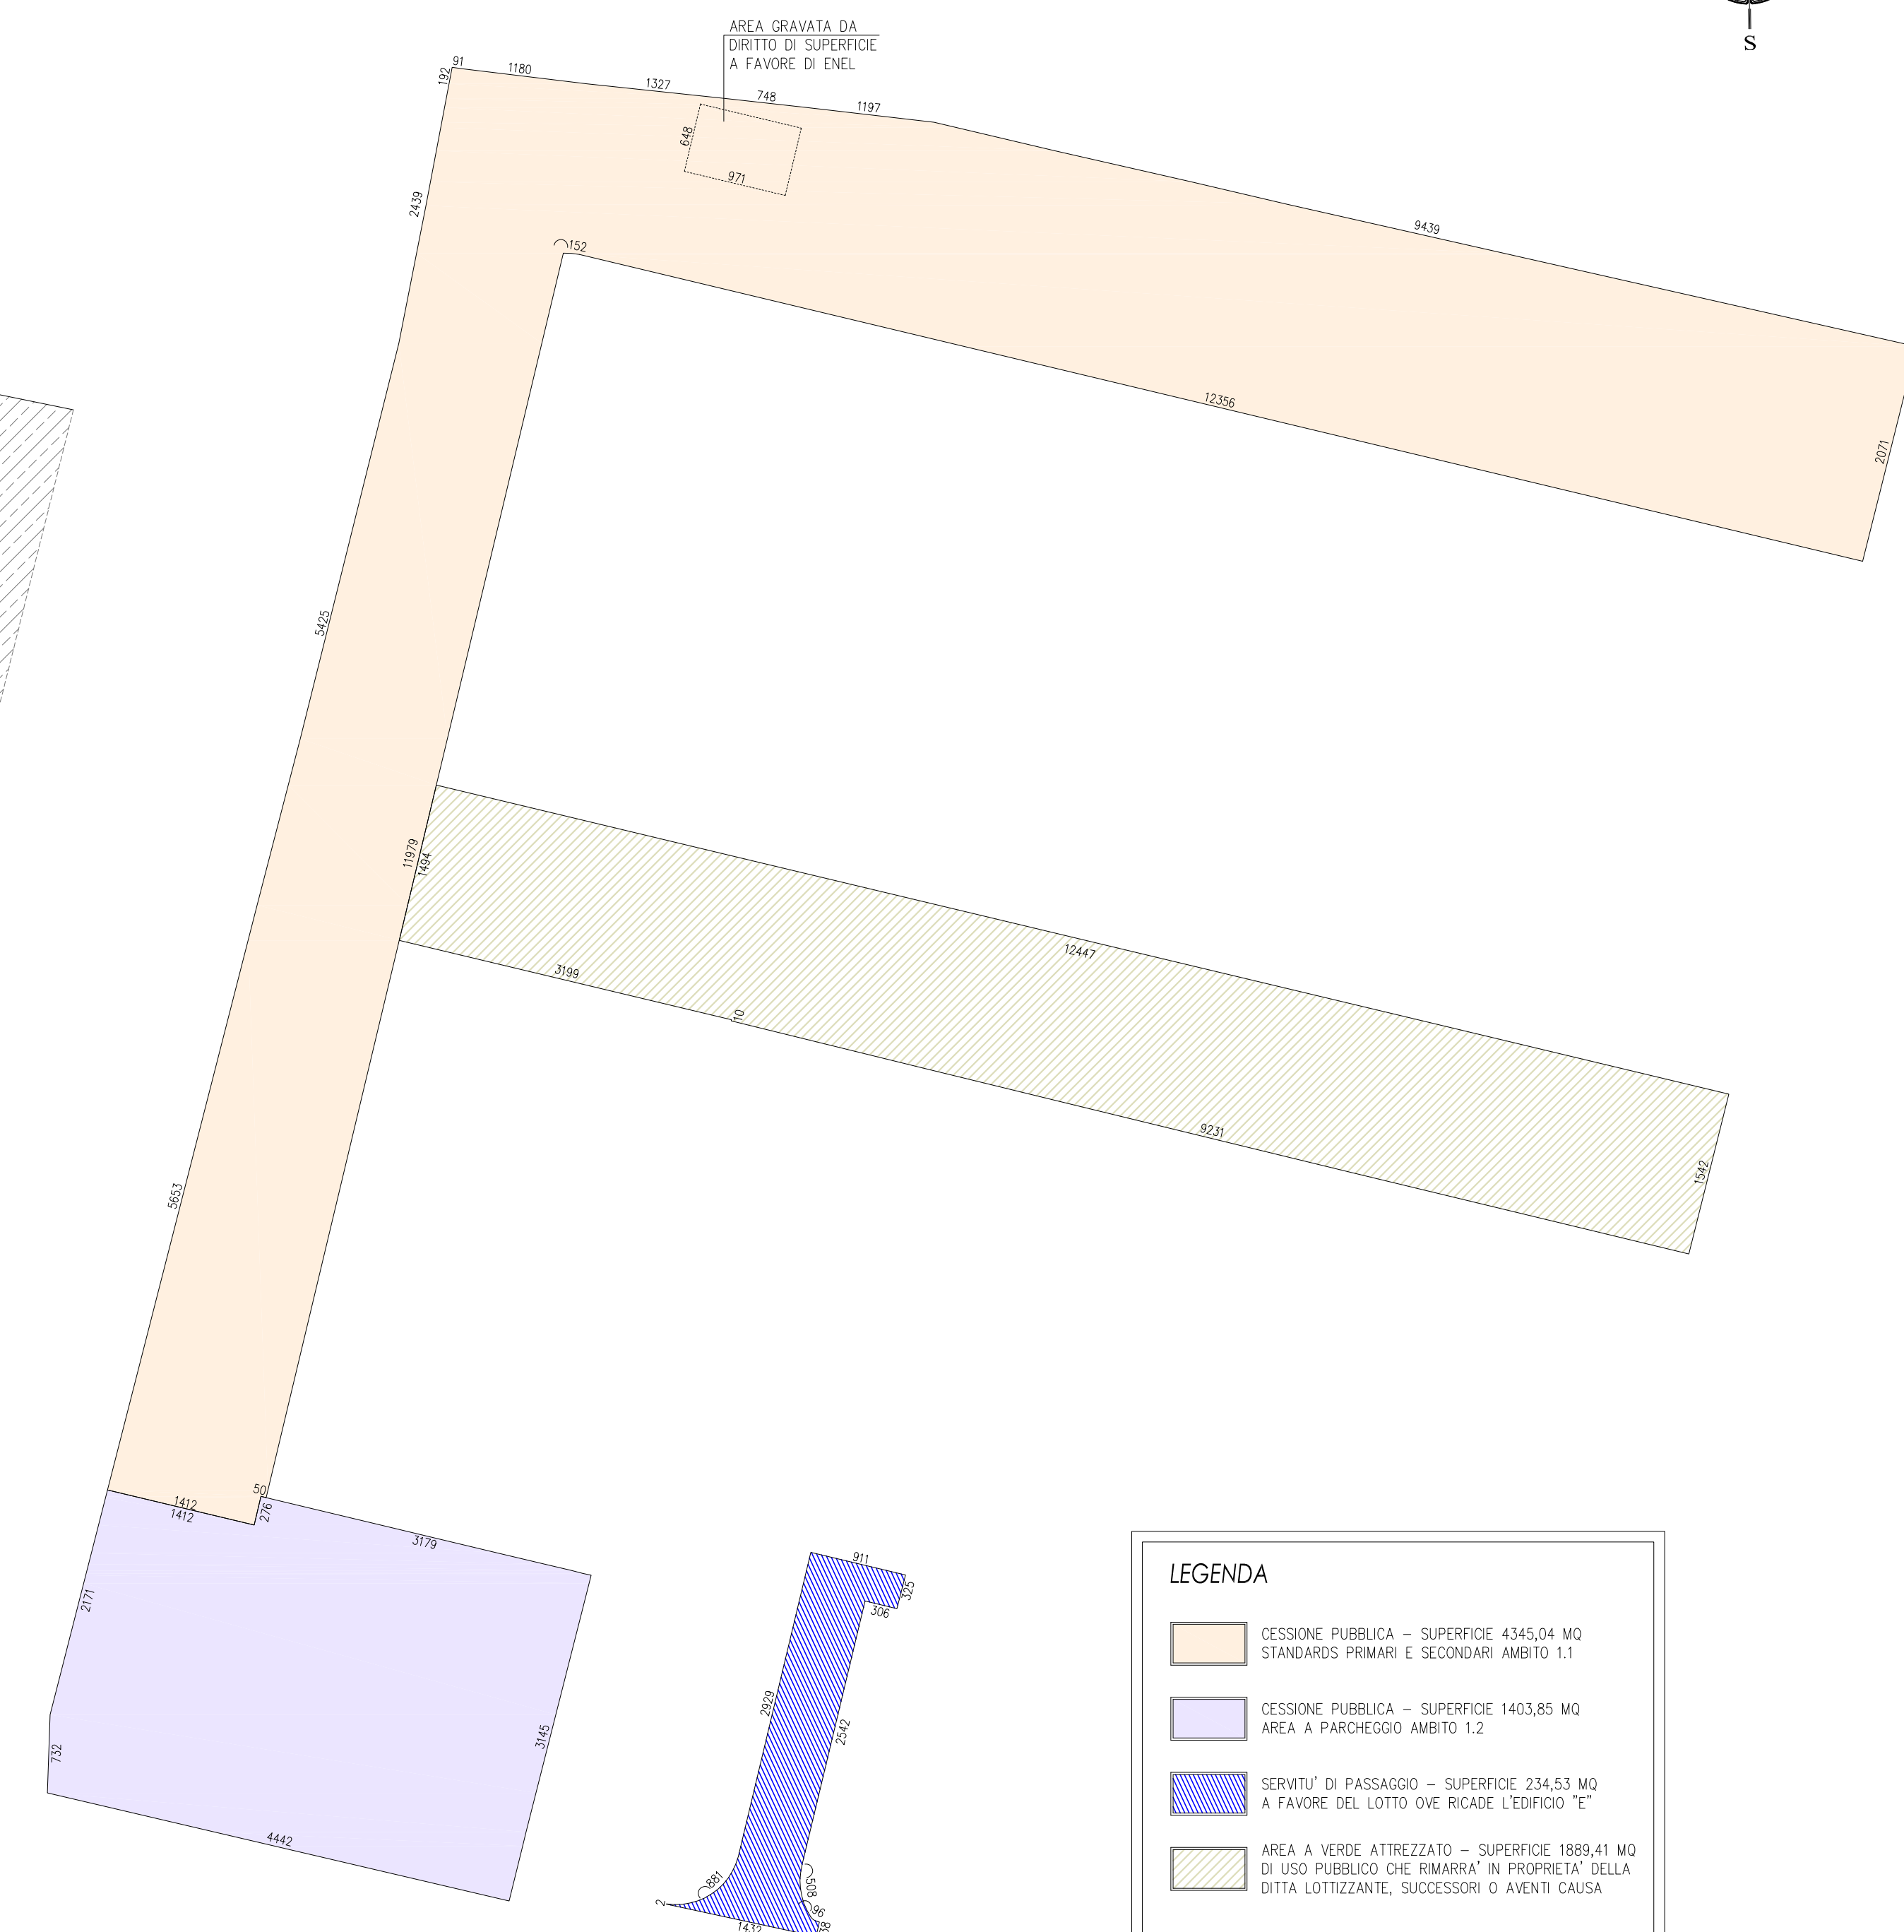 S
AREA GRAVATA DA
DIRITTO DI SUPERFICIE
A FAVORE DI ENEL
91
192
1180
1327
748
1197
648
971
2439
152
9439
12356
2071
5425
11979
1494
12447
3199
10
9231
1542
5653
1412
1412
50
276
3179
2171
732
3145
4442
911
325
306
2929
2542
881
2
508
96
1432
LEGENDA
CESSIONE PUBBLICA – SUPERFICIE 4345,04 MQ
STANDARDS PRIMARI E SECONDARI AMBITO 1.1
CESSIONE PUBBLICA – SUPERFICIE 1403,85 MQ
AREA A PARCHEGGIO AMBITO 1.2
SERVITU' DI PASSAGGIO – SUPERFICIE 234,53 MQ
A FAVORE DEL LOTTO OVE RICADE L'EDIFICIO "E"
AREA A VERDE ATTREZZATO – SUPERFICIE 1889,41 MQ
DI USO PUBBLICO CHE RIMARRA' IN PROPRIETA' DELLA
DITTA LOTTIZZANTE, SUCCESSORI O AVENTI CAUSA